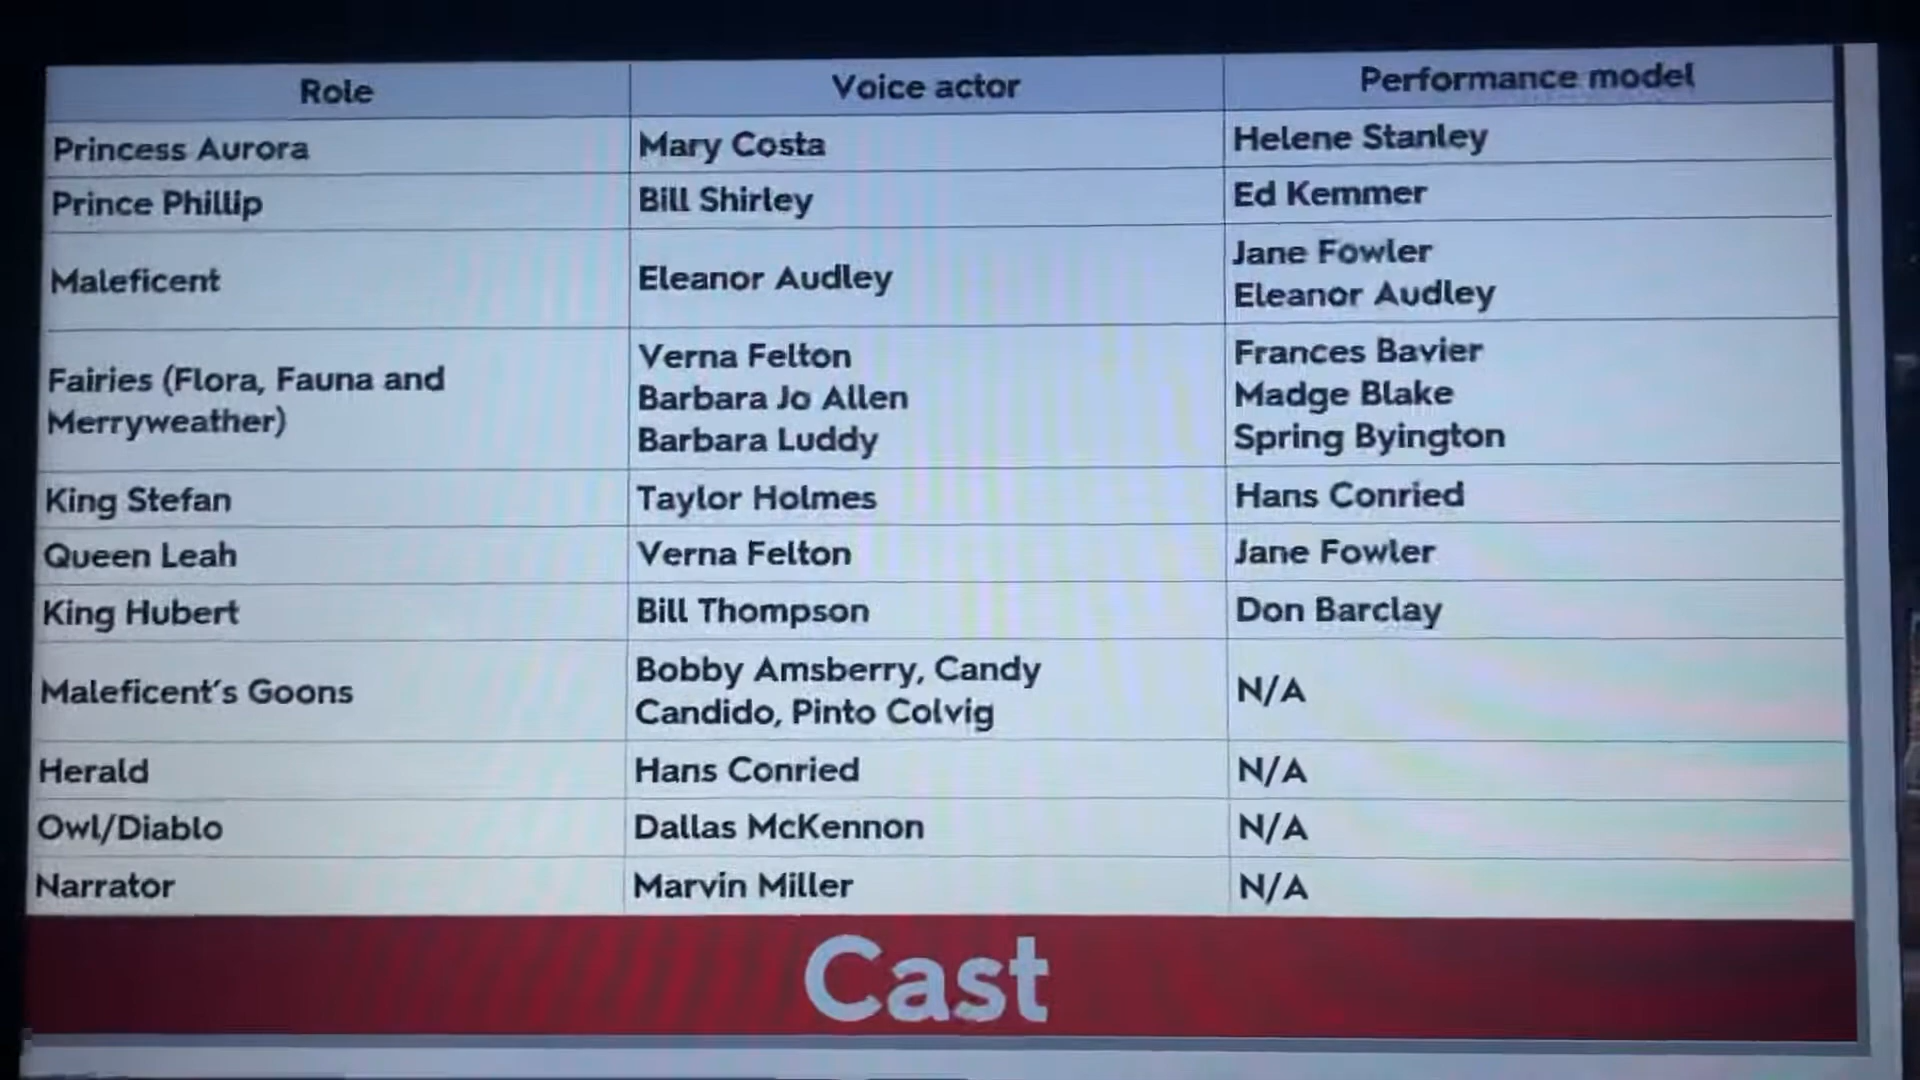 Role Voice actor Performance model
Princess Aurora Mary Costa Helene Stanley
Prince Phillip Bill Shirley Ed Kemmer
Maleficent Eleanor Audley Jane Fowler
Eleanor Audley
Fairies (Flora, Fauna and
Merryweather)
Verna Felton
Barbara Jo Allen
Barbara Luddy
Frances Bavier
Madge Blake
Spring Byington
King Stefan Taylor Holmes Hans Conried
Queen Leah Verna Felton Jane Fowler
King Hubert Bill Thompson Don Barclay
Maleficent's Goons
Bobby Amsberry, Candy
Candido, Pinto Colvig
N/A
Herald Hans Conried N/A
Owl/Diablo Dallas McKennon N/A
Narrator Marvin Miller N/A
Cast